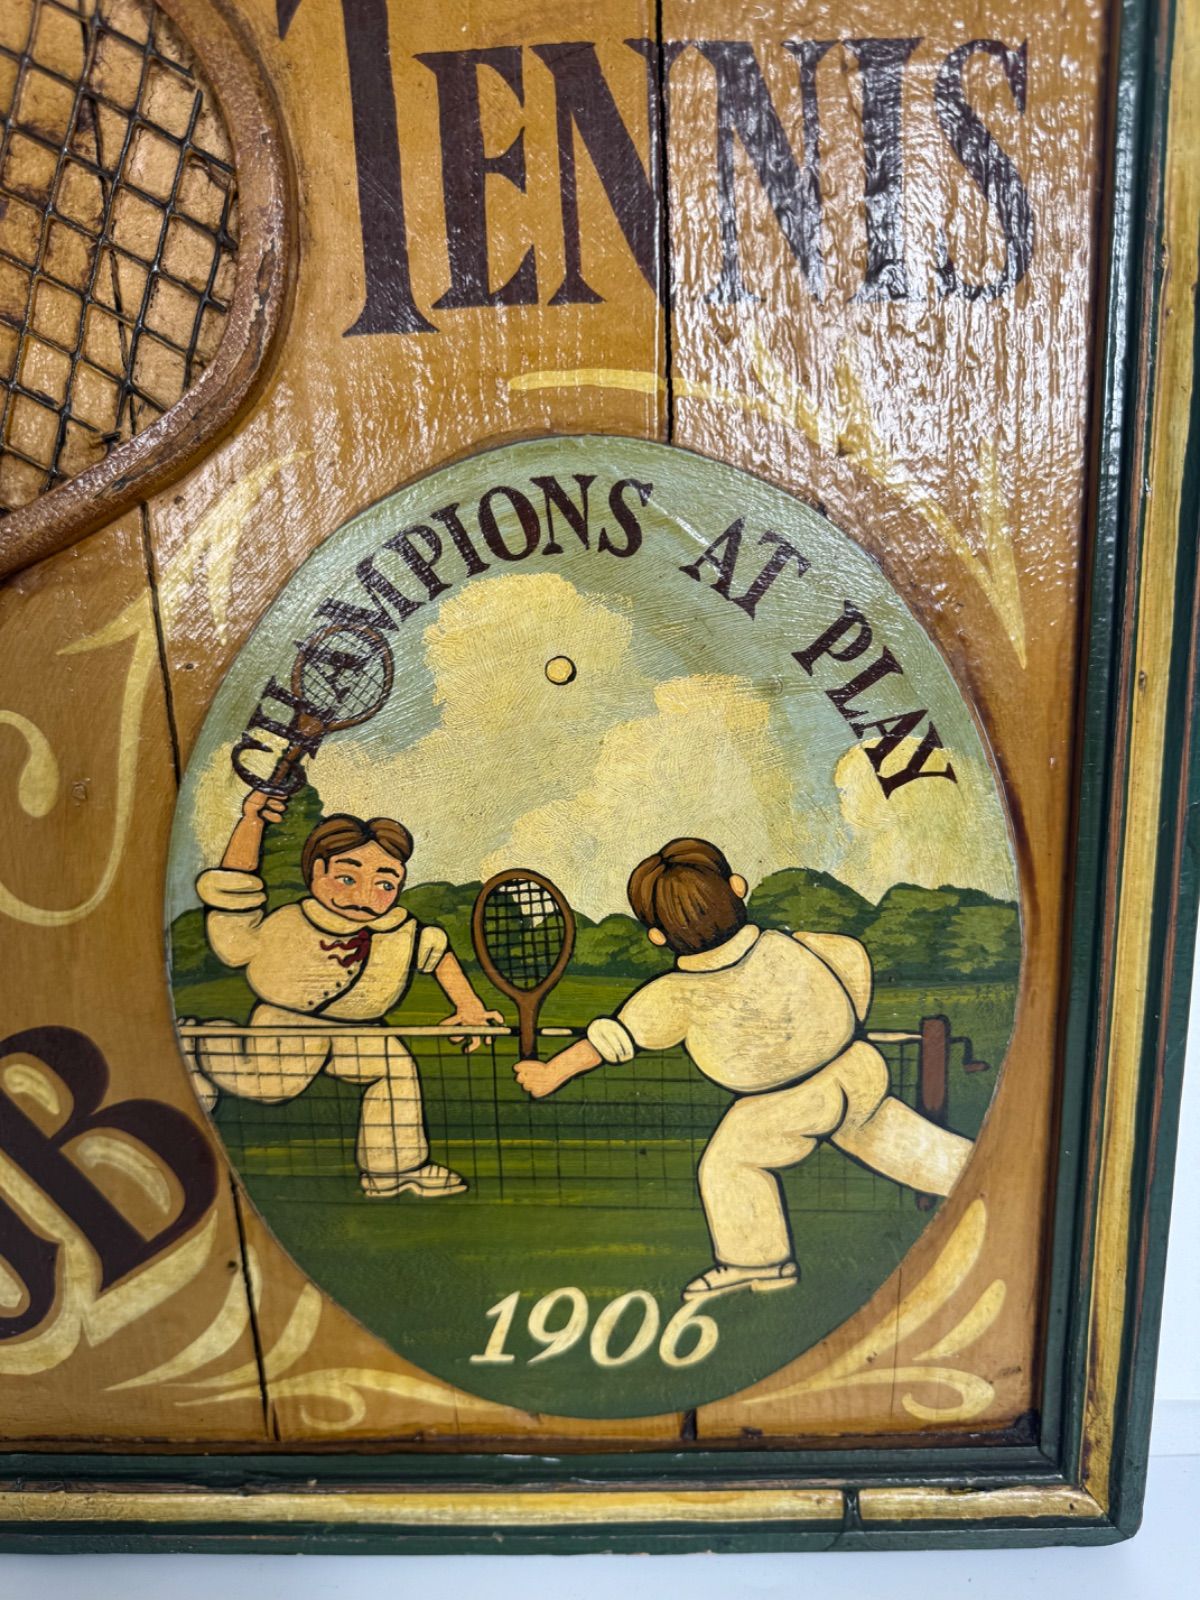 TENNIS
CHAMPIONS AT PLAY
B
1906